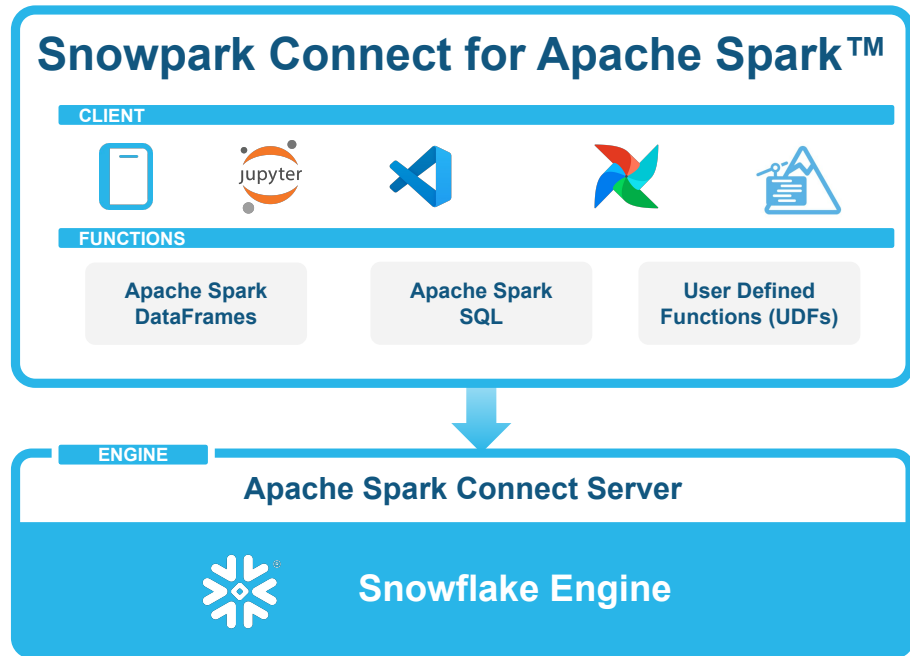 Snowpark Connect for Apache Spark™
CLIENT
jupyter
FUNCTIONS
Apache Spark
DataFrames
Apache Spark
SQL
User Defined
Functions (UDFs)
ENGINE
Apache Spark Connect Server
®
Snowflake Engine